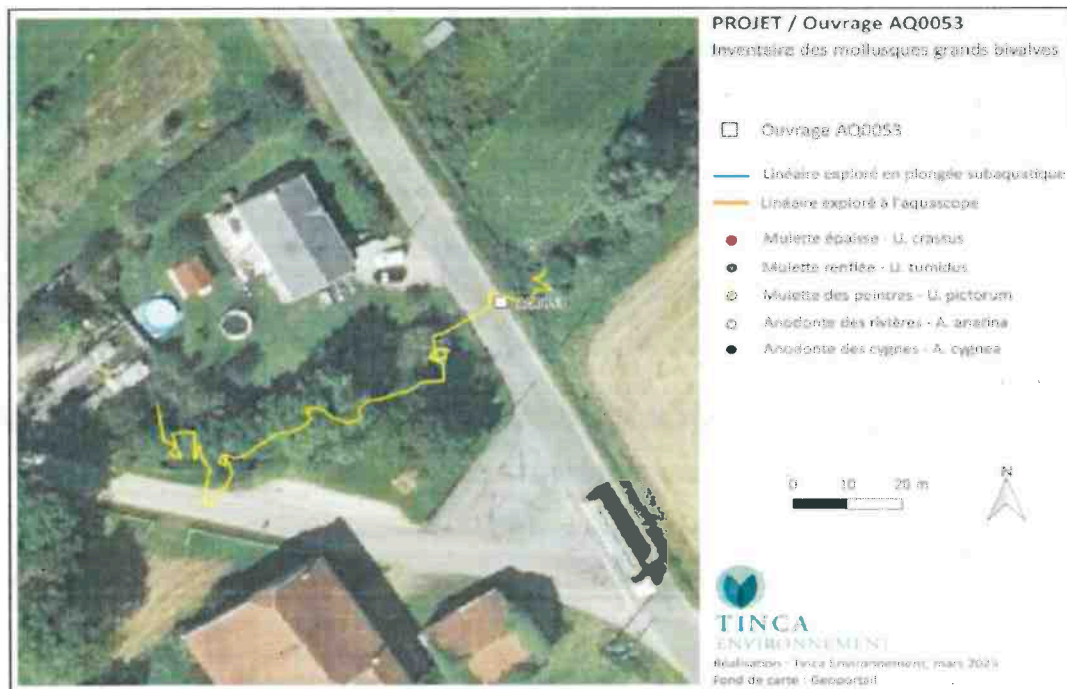 PROJET / Ouvrage AQ0053
Inventaire des mollusques grands bivalves
Ouvrage AQ0053
Linéaire exploré en plongée subaquatique
Linéaire exploré à l'aquascope
Mulette épaisse - U. crassus
Mulette renflée - U. tumidus
Mulette des peintres - U. pictorum
Anodonte des rivières - A. anatina
Anodonte des cygnes - A. cygnea
0 10 20 m
N
TINCA
ENVIRONNEMENT
Réalisation : Tinca Environnement, mars 2023
Fond de carte : Geoportail